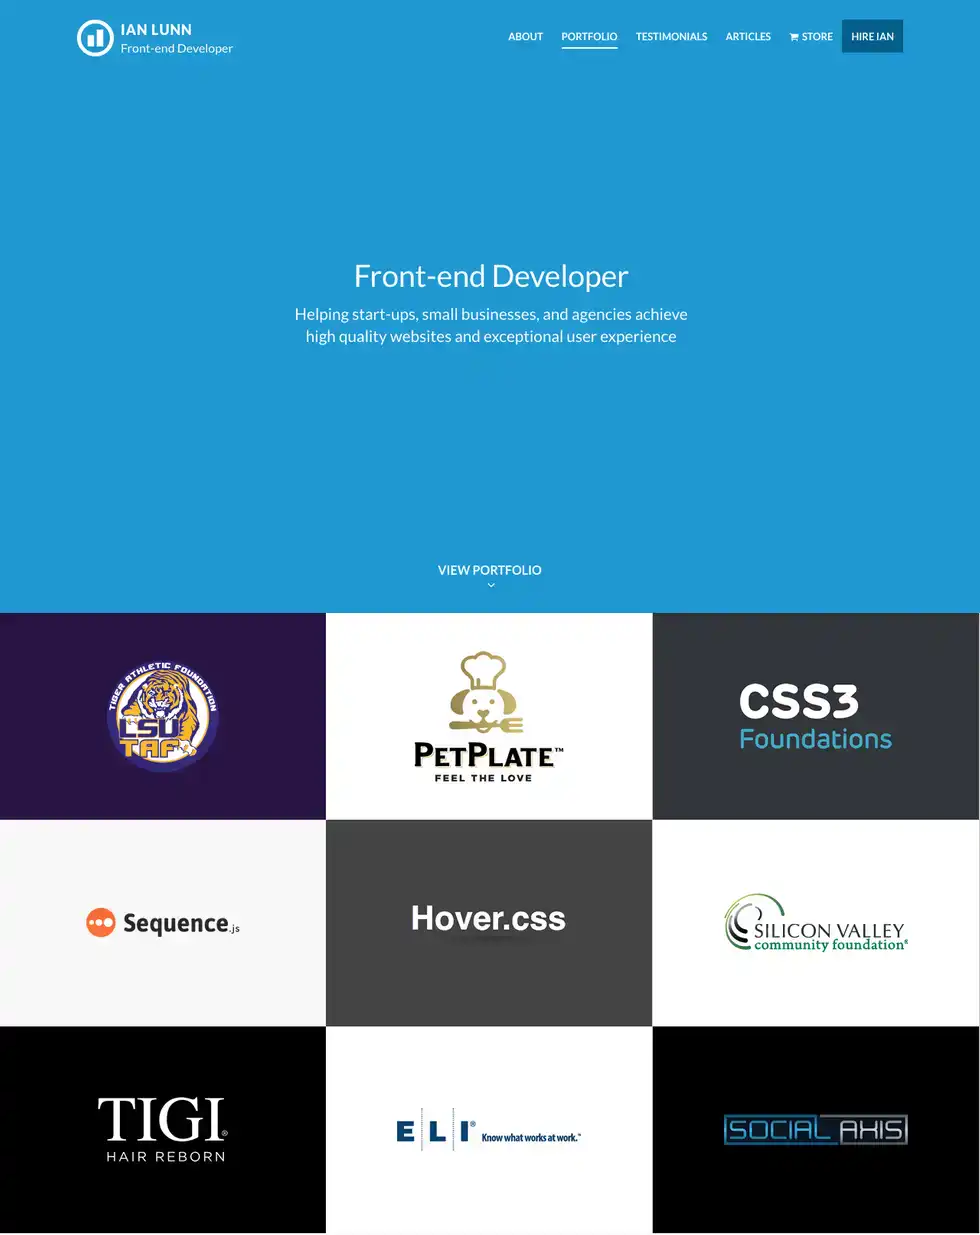 IAN LUNN
Front-end Developer
ABOUT
PORTFOLIO
TESTIMONIALS
ARTICLES
STORE
HIRE IAN
Front-end Developer
Helping start-ups, small businesses, and agencies achieve
high quality websites and exceptional user experience
VIEW PORTFOLIO
TIGER ATHLETIC FOUNDATION
LSU
TAF
PETPLATE™
FEEL THE LOVE
CSS3
Foundations
Sequence.js
Hover.css
SILICON VALLEY
community foundation®
TIGI®
HAIR REBORN
ELI® Know what works at work.™
SOCIAL AXIS